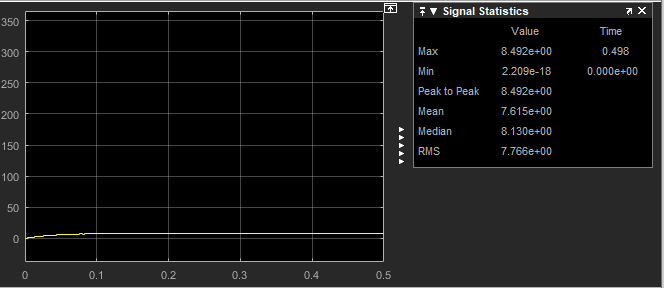 350
300
250
200
150
100
50
0
0 0.1 0.2 0.3 0.4 0.5
Signal Statistics
Value Time
Max 8.492e+00 0.498
Min 2.209e-18 0.000e+00
Peak to Peak 8.492e+00
Mean 7.615e+00
Median 8.130e+00
RMS 7.766e+00